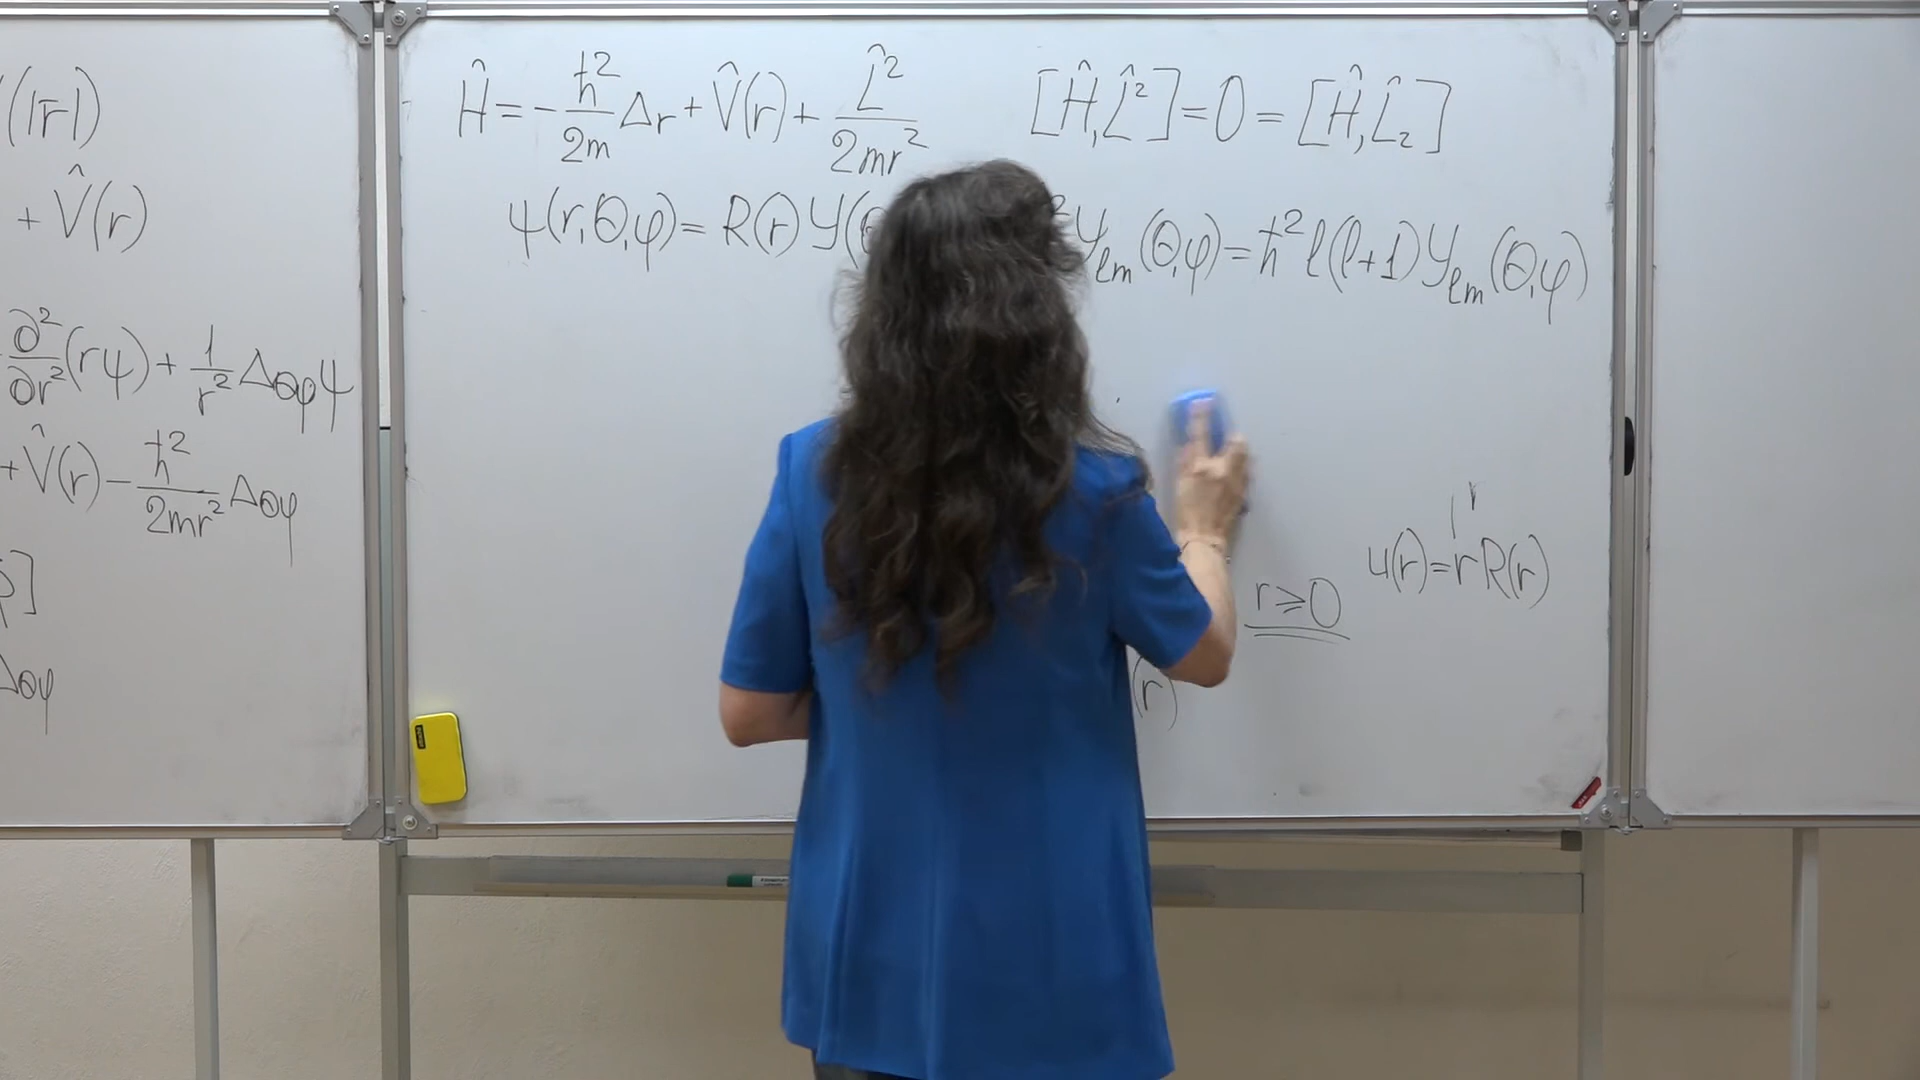 (|r̄|)
+ V̂(r)
∂²/∂r² (rψ) + 1/r² Δθφ ψ
+ V̂(r) − ħ²/2mr² Δθφ
]
Δθφ
Ĥ = − ħ²/2m Δr + V̂(r) + L̂²/2mr²
[Ĥ, L̂²] = 0 = [Ĥ, L̂z]
ψ(r,θ,φ) = R(r) Y(θ
² Yℓm(θ,φ) = ħ² ℓ(ℓ+1) Yℓm(θ,φ)
r
u(r) = r R(r)
r ⩾ 0
(r)